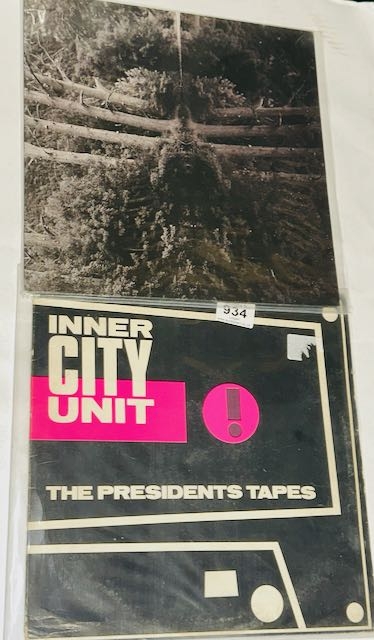 934
INNER
CITY
UNIT
!
THE PRESIDENTS TAPES